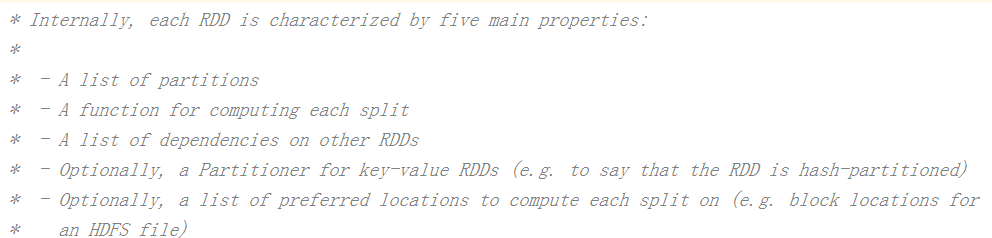 * Internally, each RDD is characterized by five main properties:
*
* - A list of partitions
* - A function for computing each split
* - A list of dependencies on other RDDs
* - Optionally, a Partitioner for key-value RDDs (e.g. to say that the RDD is hash-partitioned)
* - Optionally, a list of preferred locations to compute each split on (e.g. block locations for
* an HDFS file)